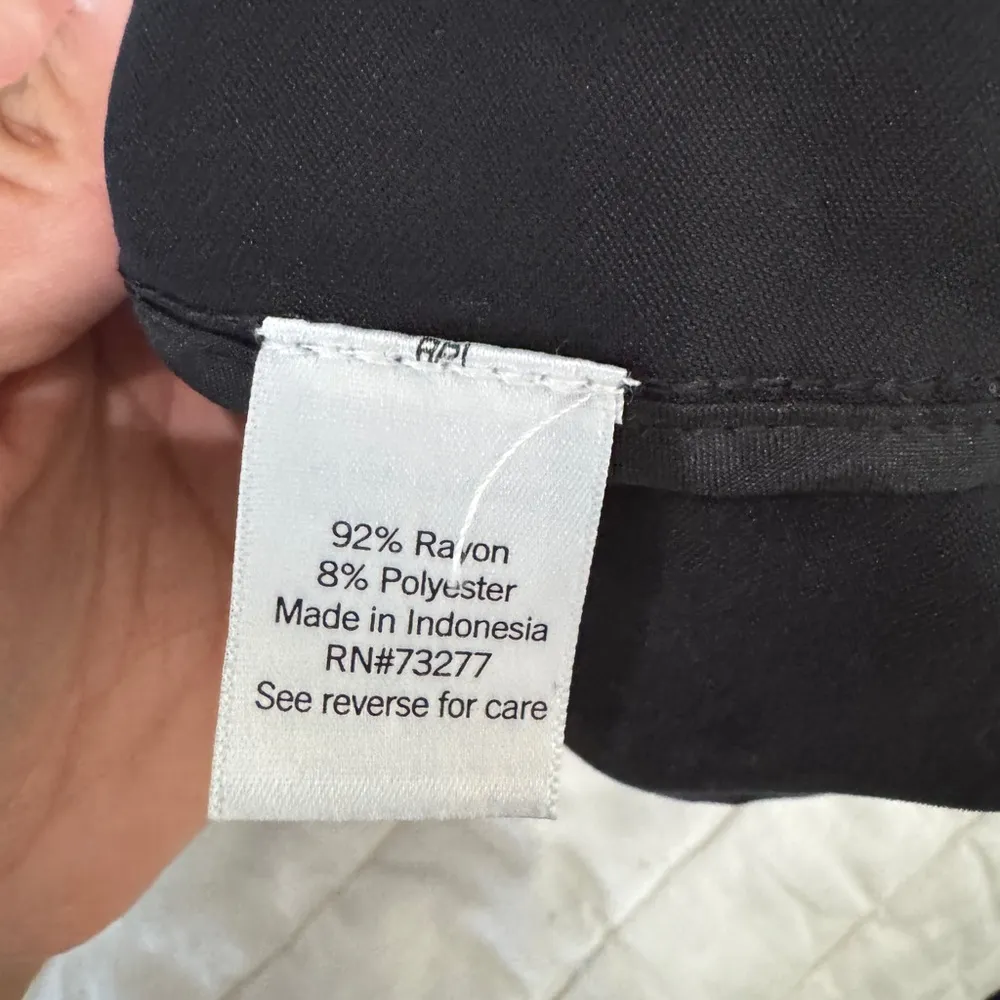 92% Rayon
8% Polyester
Made in Indonesia
RN#73277
See reverse for care